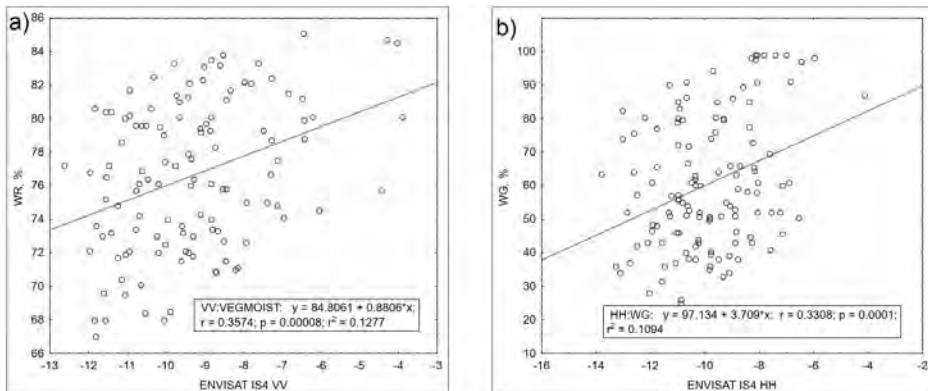 a)
WR, %
86
84
82
80
78
76
74
72
70
68
66
VV:VEGMOIST: y = 84.8061 + 0.8806*x;
r = 0.3574; p = 0.00008; r² = 0.1277
-13 -12 -11 -10 -9 -8 -7 -6 -5 -4 -3
ENVISAT IS4 VV
b)
WG, %
100
90
80
70
60
50
40
30
20
10
HH:WG: y = 97.134 + 3.709*x; r = 0.3308; p = 0.0001;
r² = 0.1094
-16 -14 -12 -10 -8 -6 -4 -2
ENVISAT IS4 HH